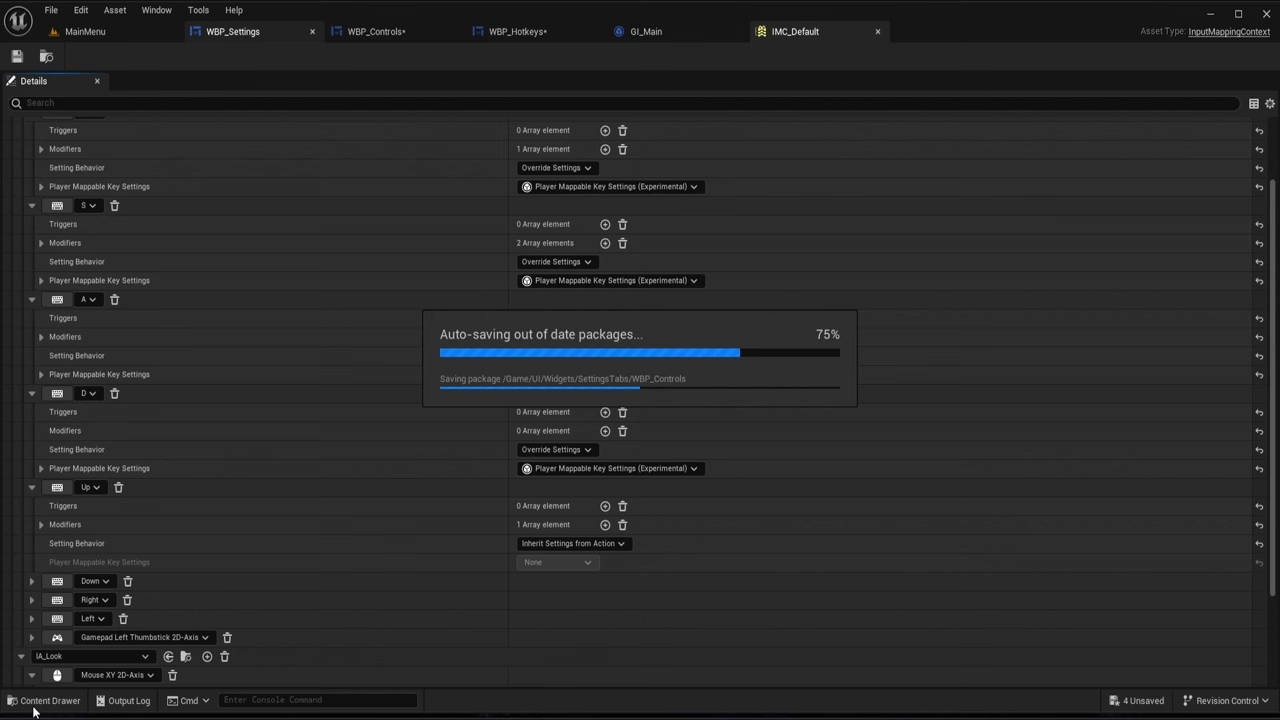 File Edit Asset Window Tools Help
MainMenu WBP_Settings WBP_Controls* WBP_Hotkeys* GI_Main IMC_Default Asset Type: InputMappingContext
Details
Search
Triggers 0 Array element
Modifiers 1 Array element
Setting Behavior Override Settings
Player Mappable Key Settings Player Mappable Key Settings (Experimental)
S
Triggers 0 Array element
Modifiers 2 Array elements
Setting Behavior Override Settings
Player Mappable Key Settings Player Mappable Key Settings (Experimental)
A
Triggers
Modifiers
Setting Behavior
Player Mappable Key Settings
Auto-saving out of date packages... 75%
Saving package /Game/UI/Widgets/SettingsTabs/WBP_Controls
D
Triggers 0 Array element
Modifiers 0 Array element
Setting Behavior Override Settings
Player Mappable Key Settings Player Mappable Key Settings (Experimental)
Up
Triggers 0 Array element
Modifiers 1 Array element
Setting Behavior Inherit Settings from Action
Player Mappable Key Settings None
Down
Right
Left
Gamepad Left Thumbstick 2D-Axis
IA_Look
Mouse XY 2D-Axis
Content Drawer Output Log Cmd Enter Console Command 4 Unsaved Revision Control